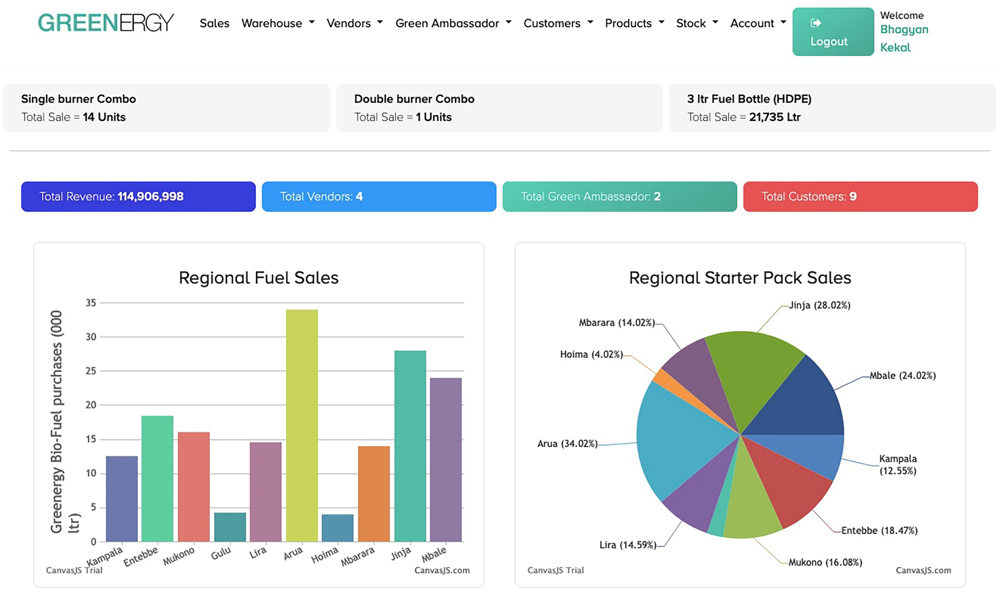 GREENERGY
Sales Warehouse Vendors Green Ambassador Customers Products Stock Account
Logout
Welcome
Bhagyan
Kekal
Single burner Combo
Total Sale = 14 Units
Double burner Combo
Total Sale = 1 Units
3 ltr Fuel Bottle (HDPE)
Total Sale = 21,735 Ltr
Total Revenue: 114,906,998
Total Vendors: 4
Total Green Ambassador: 2
Total Customers: 9
Regional Fuel Sales
Greenergy Bio-Fuel purchases (000
ltr)
35
30
25
20
15
10
5
0
Kampala
Entebbe
Mukono
Gulu
Lira
Arua
Hoima
Mbarara
Jinja
Mbale
CanvasJS Trial
CanvasJS.com
Regional Starter Pack Sales
Jinja (28.02%)
Mbarara (14.02%)
Hoima (4.02%)
Mbale (24.02%)
Arua (34.02%)
Kampala
(12.55%)
Entebbe (18.47%)
Lira (14.59%)
Mukono (16.08%)
CanvasJS Trial
CanvasJS.com